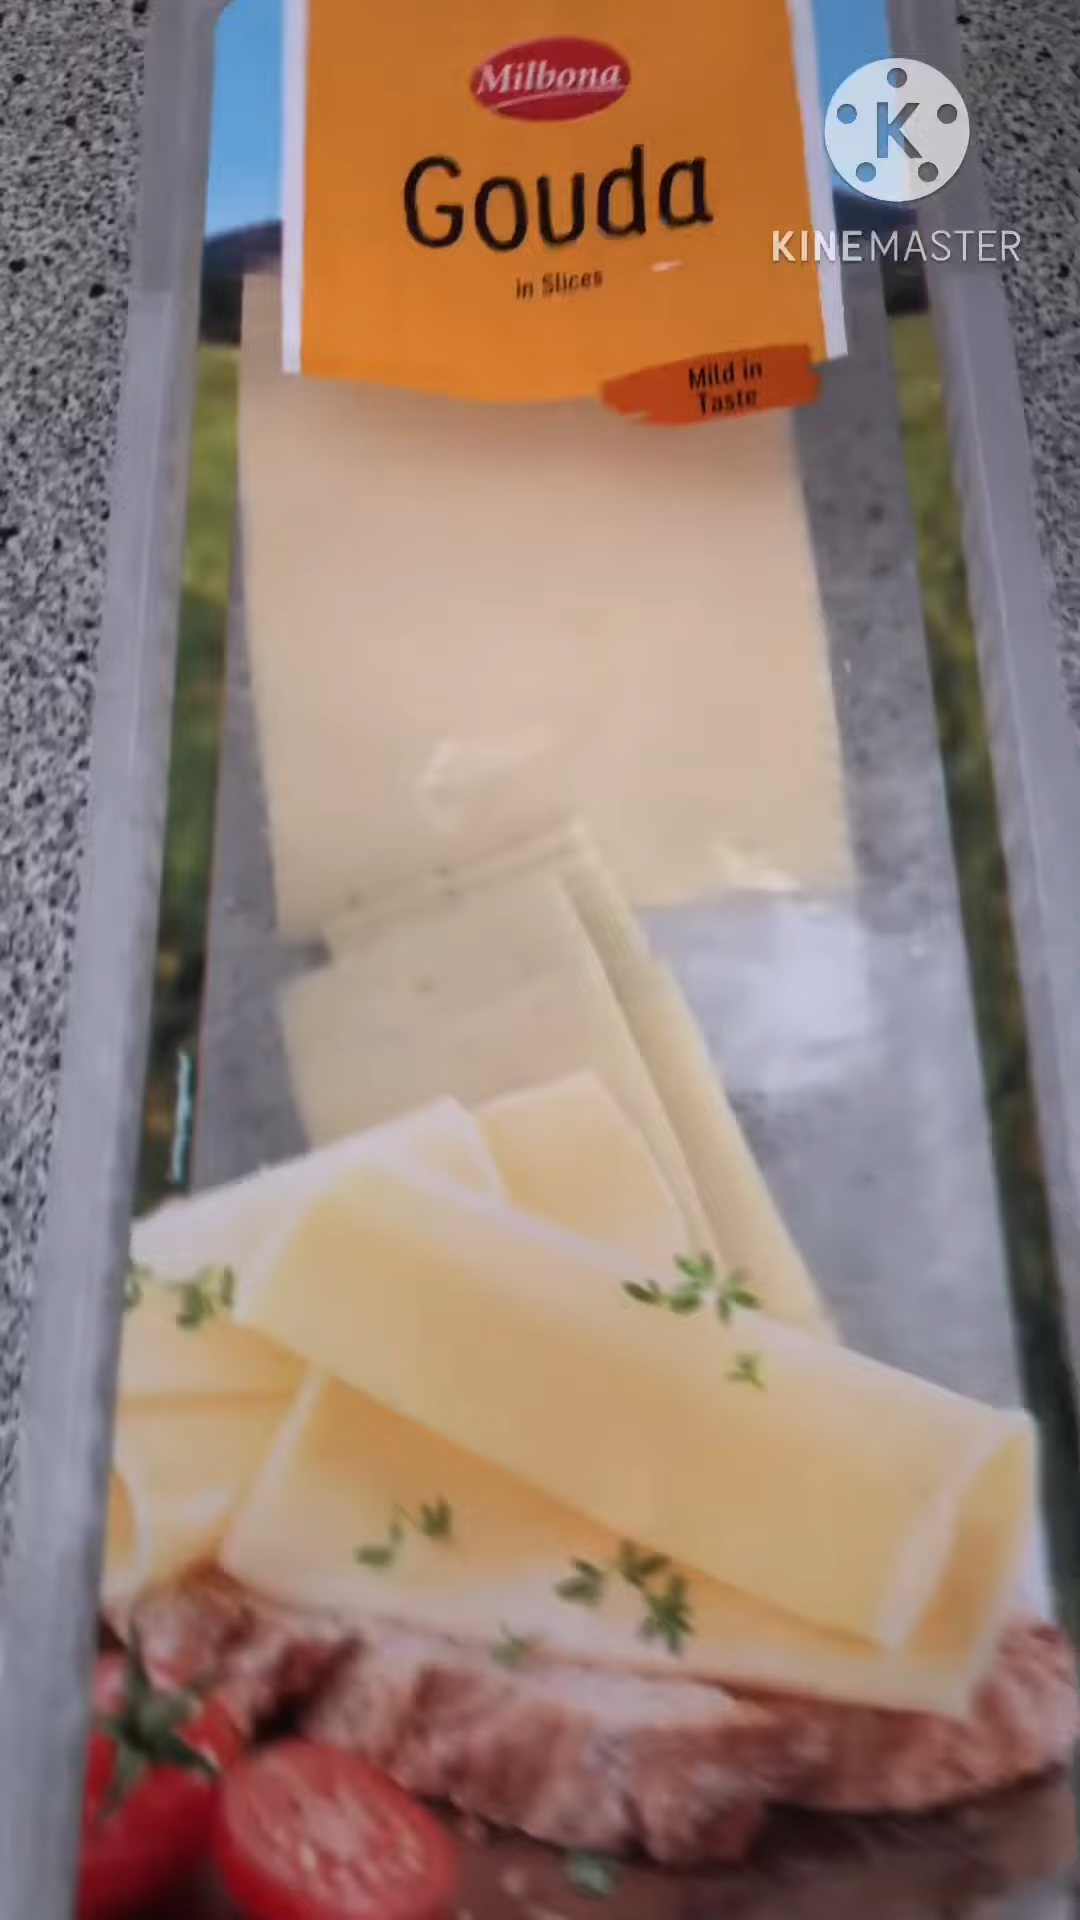 Milbona
Gouda
in Slices
Mild in
Taste
K
KINEMASTER